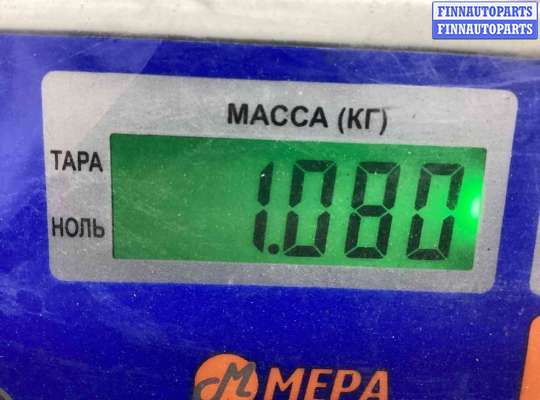 FINNAUTOPARTS
FINNAUTOPARTS
МАССА (КГ)
ТАРА
1.080
НОЛЬ
М МЕРА